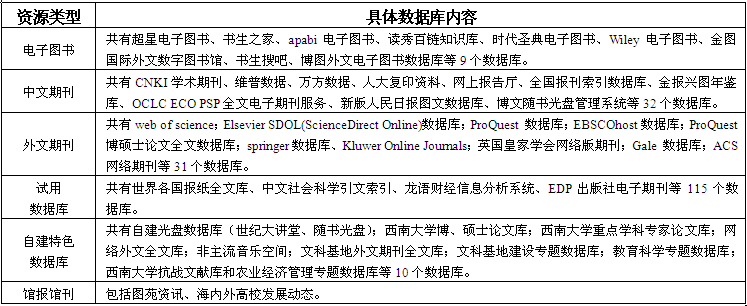 资源类型 具体数据库内容
电子图书 共有超星电子图书、书生之家、apabi 电子图书、读秀百链知识库、时代圣典电子图书、Wiley 电子图书、金图
国际外文数字图书馆、书生搜吧、博图外文电子图书数据库等 9 个数据库。
中文期刊 共有 CNKI 学术期刊、维普数据、万方数据、人大复印资料、网上报告厅、全国报刊索引数据库、金报兴图年鉴
库、OCLC ECO PSP 全文电子期刊服务、新版人民日报图文数据库、博文随书光盘管理系统等 32 个数据库。
外文期刊 共有 web of science；Elsevier SDOL(ScienceDirect Online)数据库；ProQuest 数据库；EBSCOhost 数据库；ProQuest
博硕士论文全文数据库；springer 数据库、Kluwer Online Journals；英国皇家学会网络版期刊；Gale 数据库；ACS
网络期刊等 31 个数据库。
试用
数据库 共有世界各国报纸全文库、中文社会科学引文索引、龙语财经信息分析系统、EDP 出版社电子期刊等 115 个数
据库。
自建特色
数据库 共有自建光盘数据库（世纪大讲堂、随书光盘）；西南大学博、硕士论文库；西南大学重点学科专家论文库；网
络外文全文库；非主流音乐空间；文科基地外文期刊全文库；文科基地建设专题数据库；教育科学专题数据库；
西南大学抗战文献库和农业经济管理专题数据库等 10 个数据库。
馆报馆刊 包括图苑资讯、海内外高校发展动态。